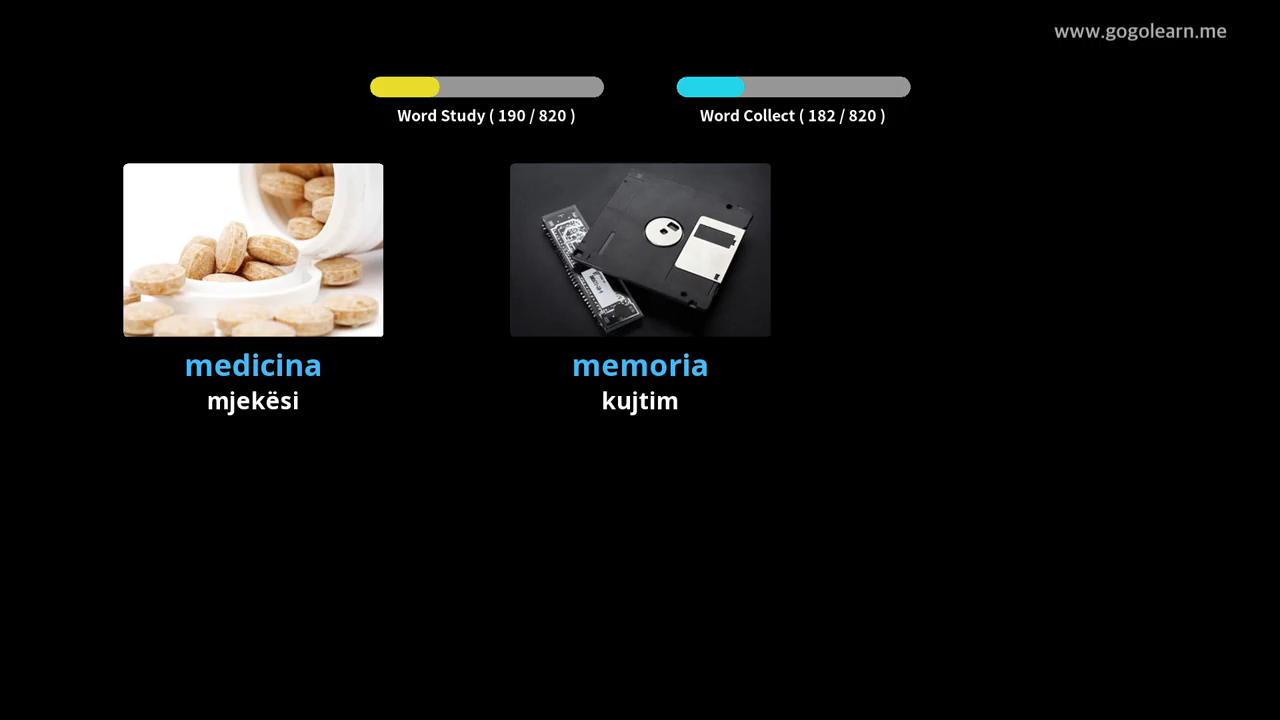 www.gogolearn.me
Word Study ( 190 / 820 )
Word Collect ( 182 / 820 )
medicina
mjekësi
memoria
kujtim